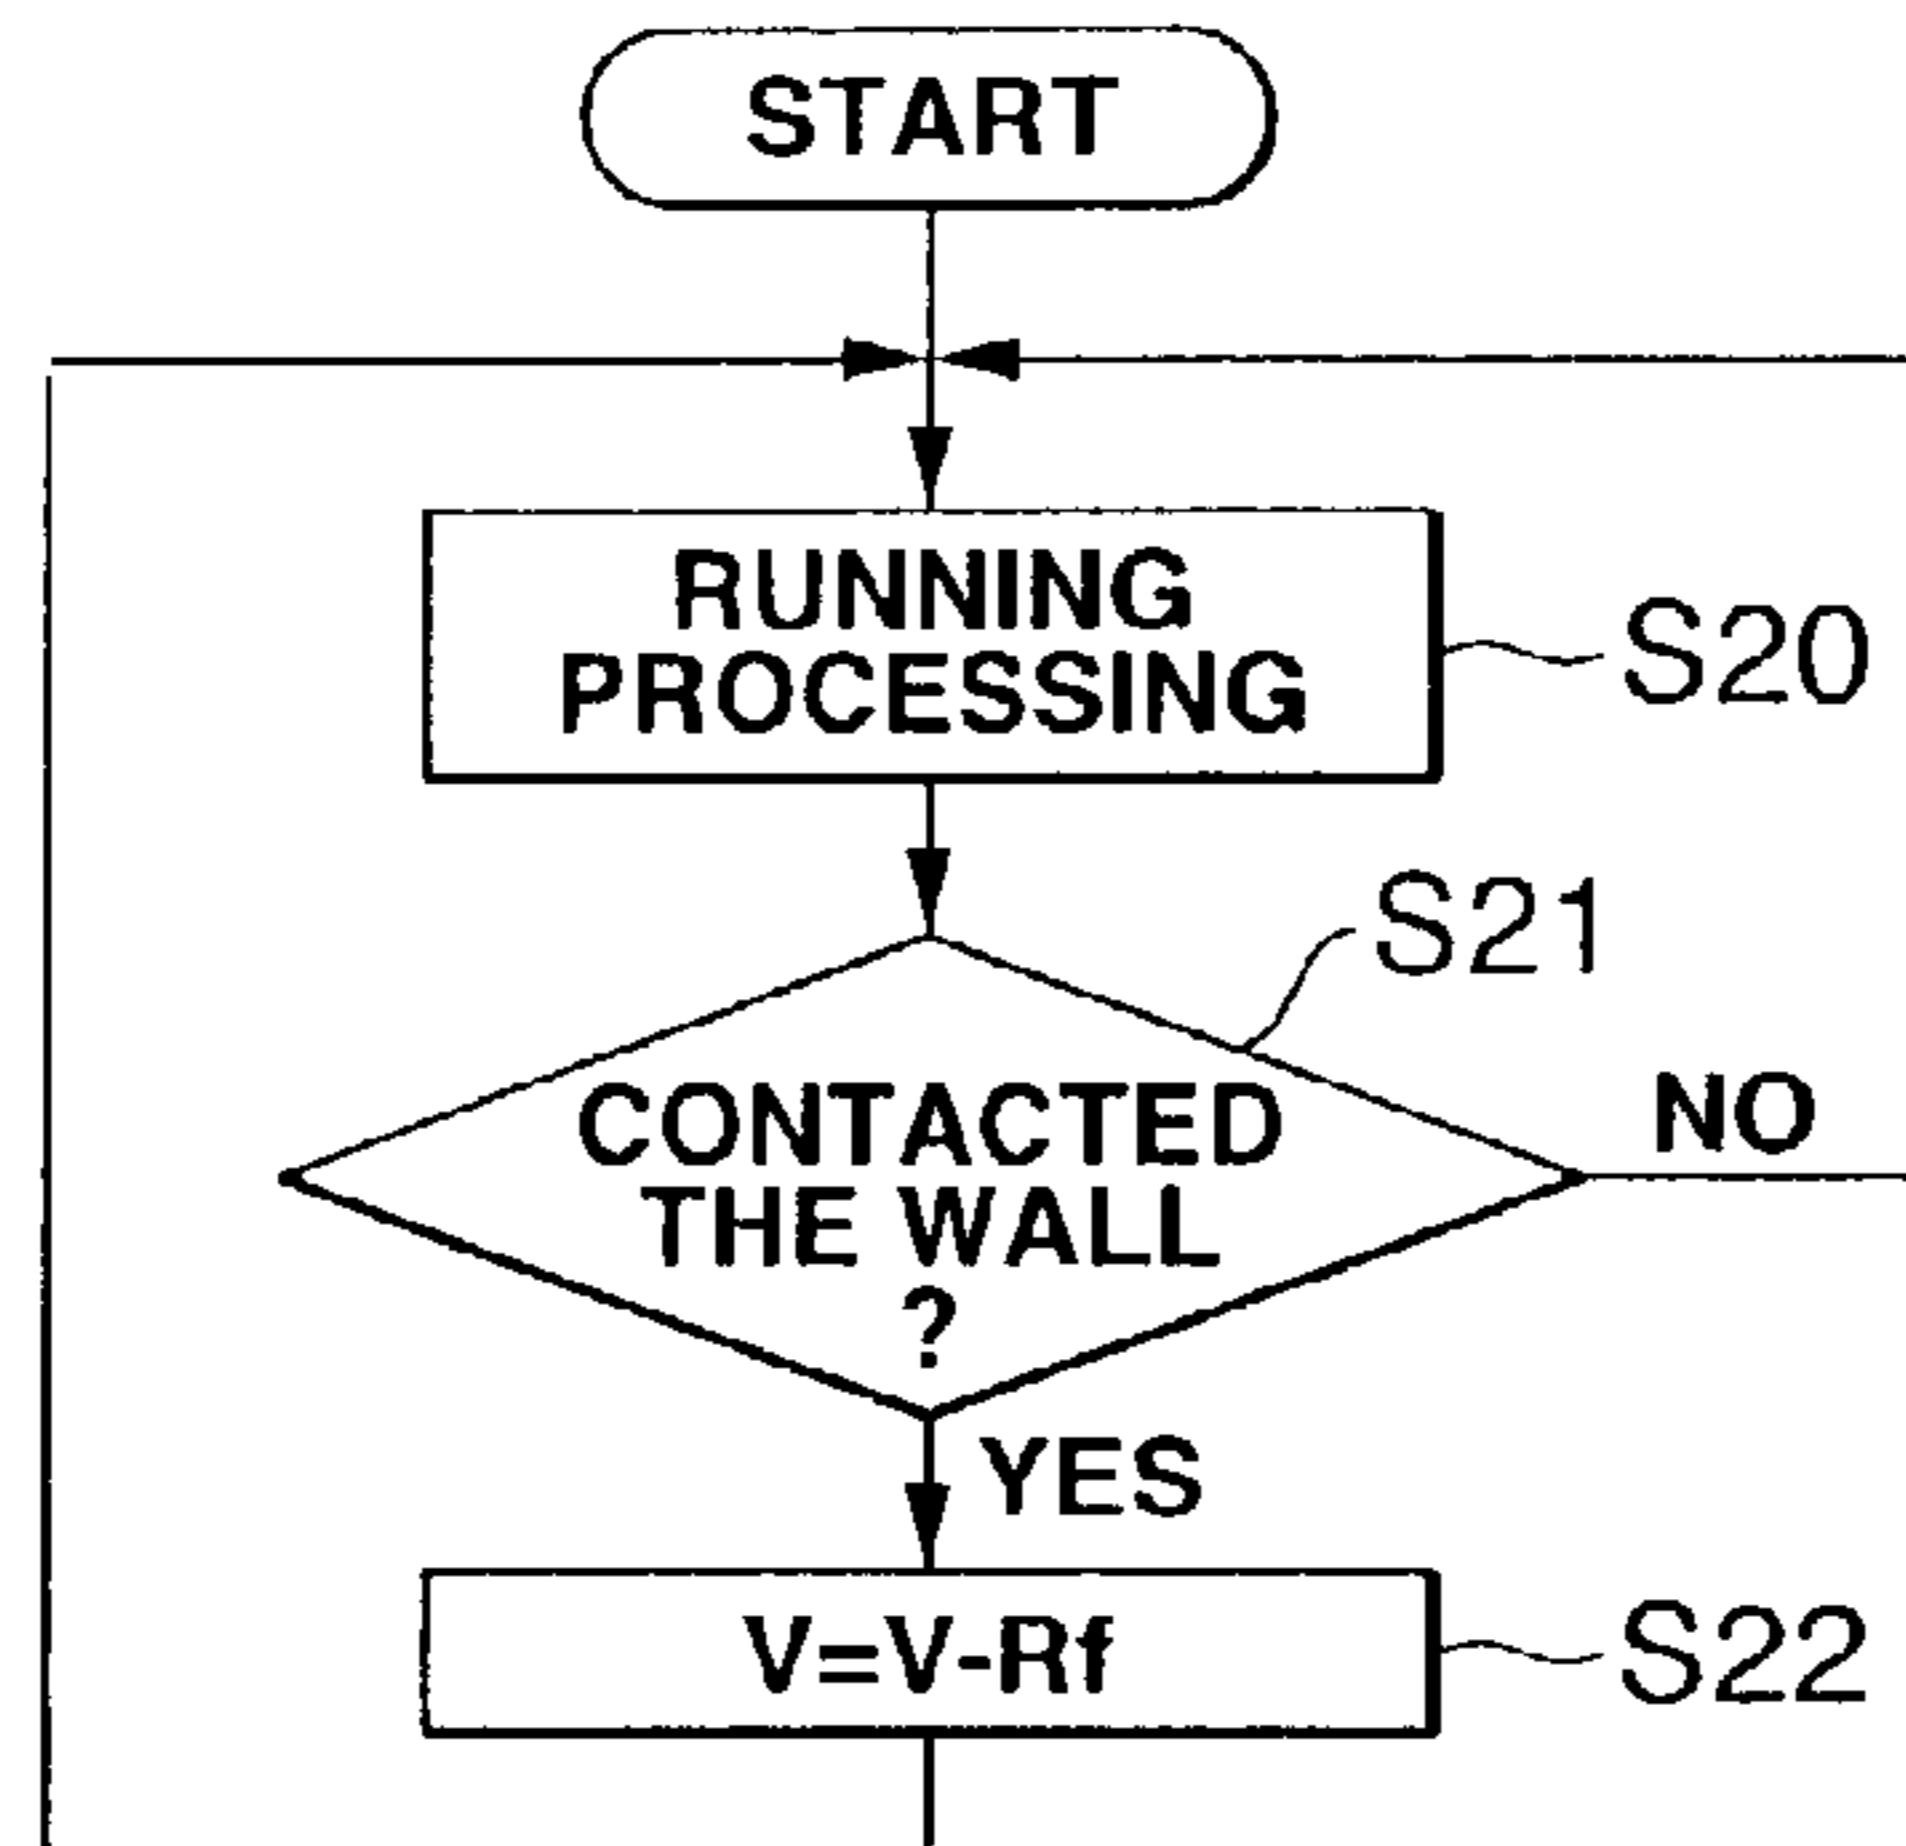 START
RUNNING
PROCESSING
S20
S21
CONTACTED
THE WALL
?
NO
YES
V=V-Rf
S22